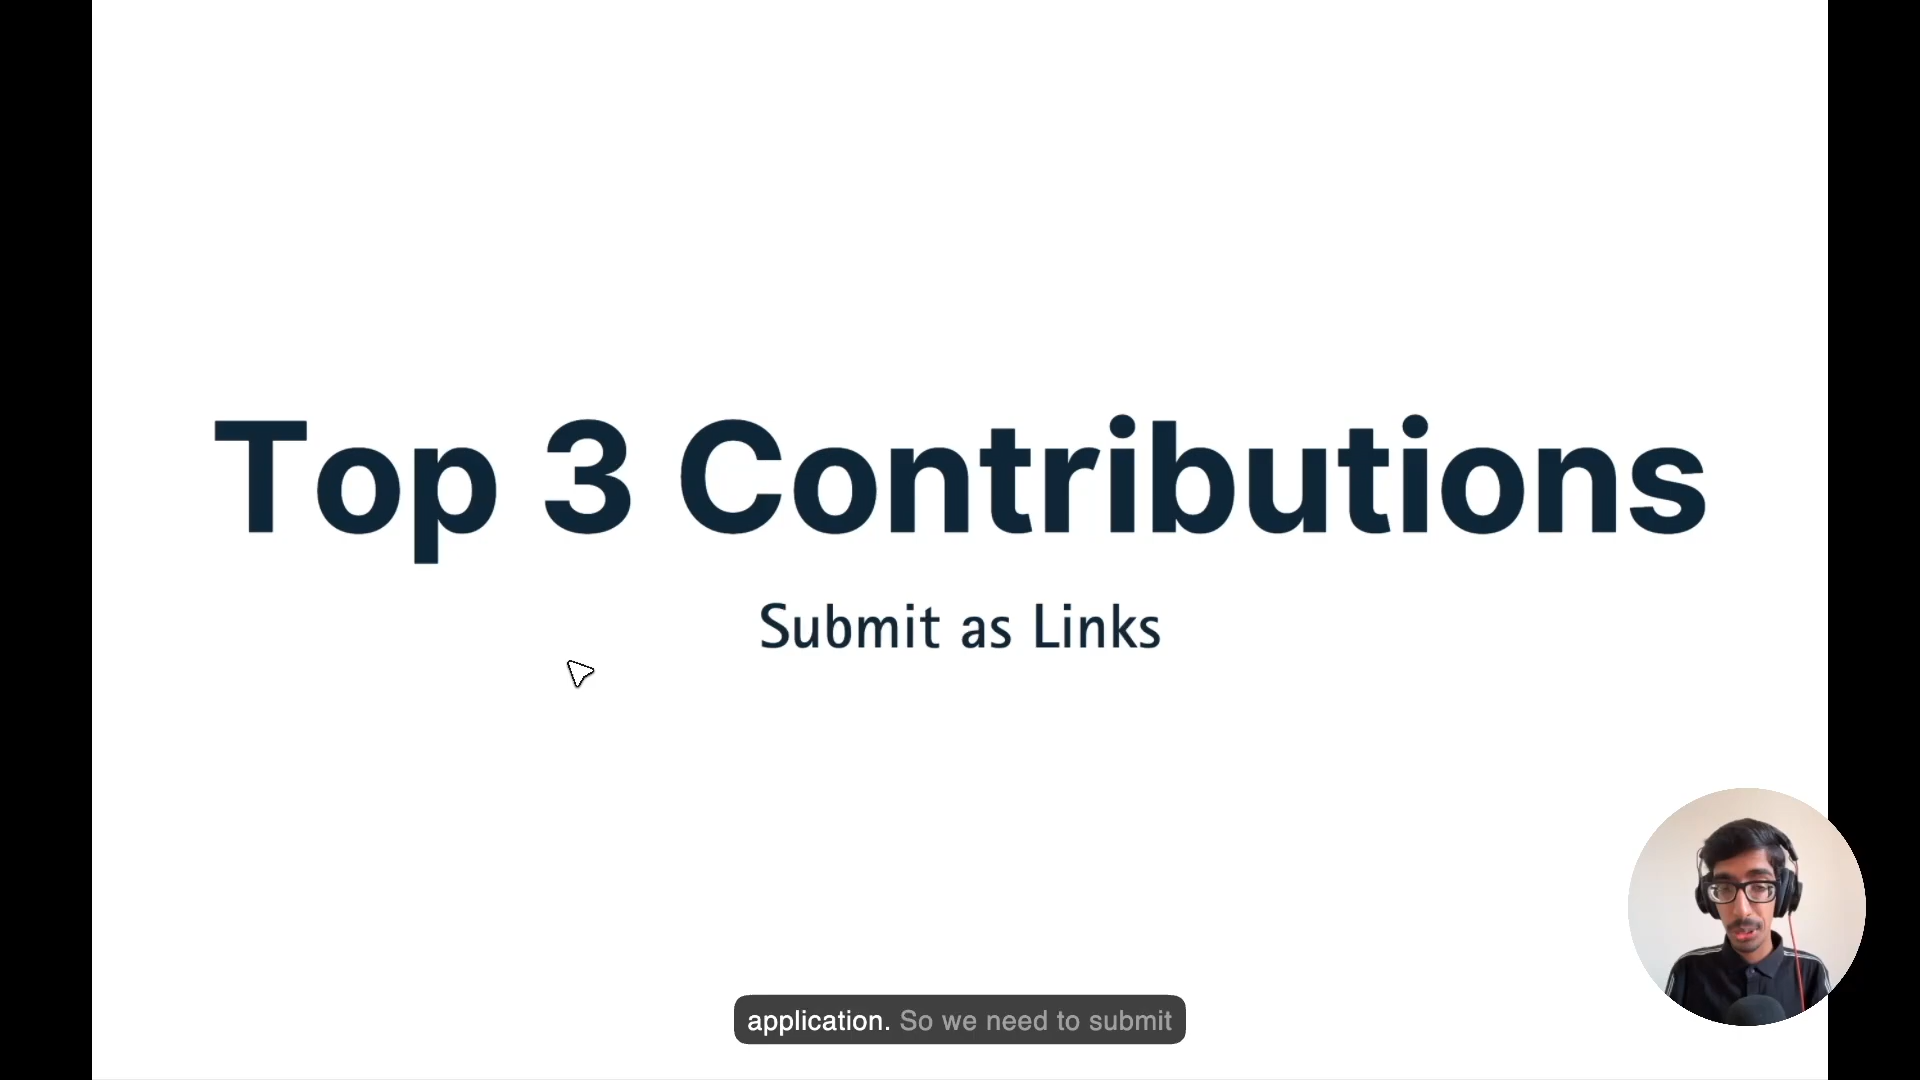 Top 3 Contributions
Submit as Links
application. So we need to submit